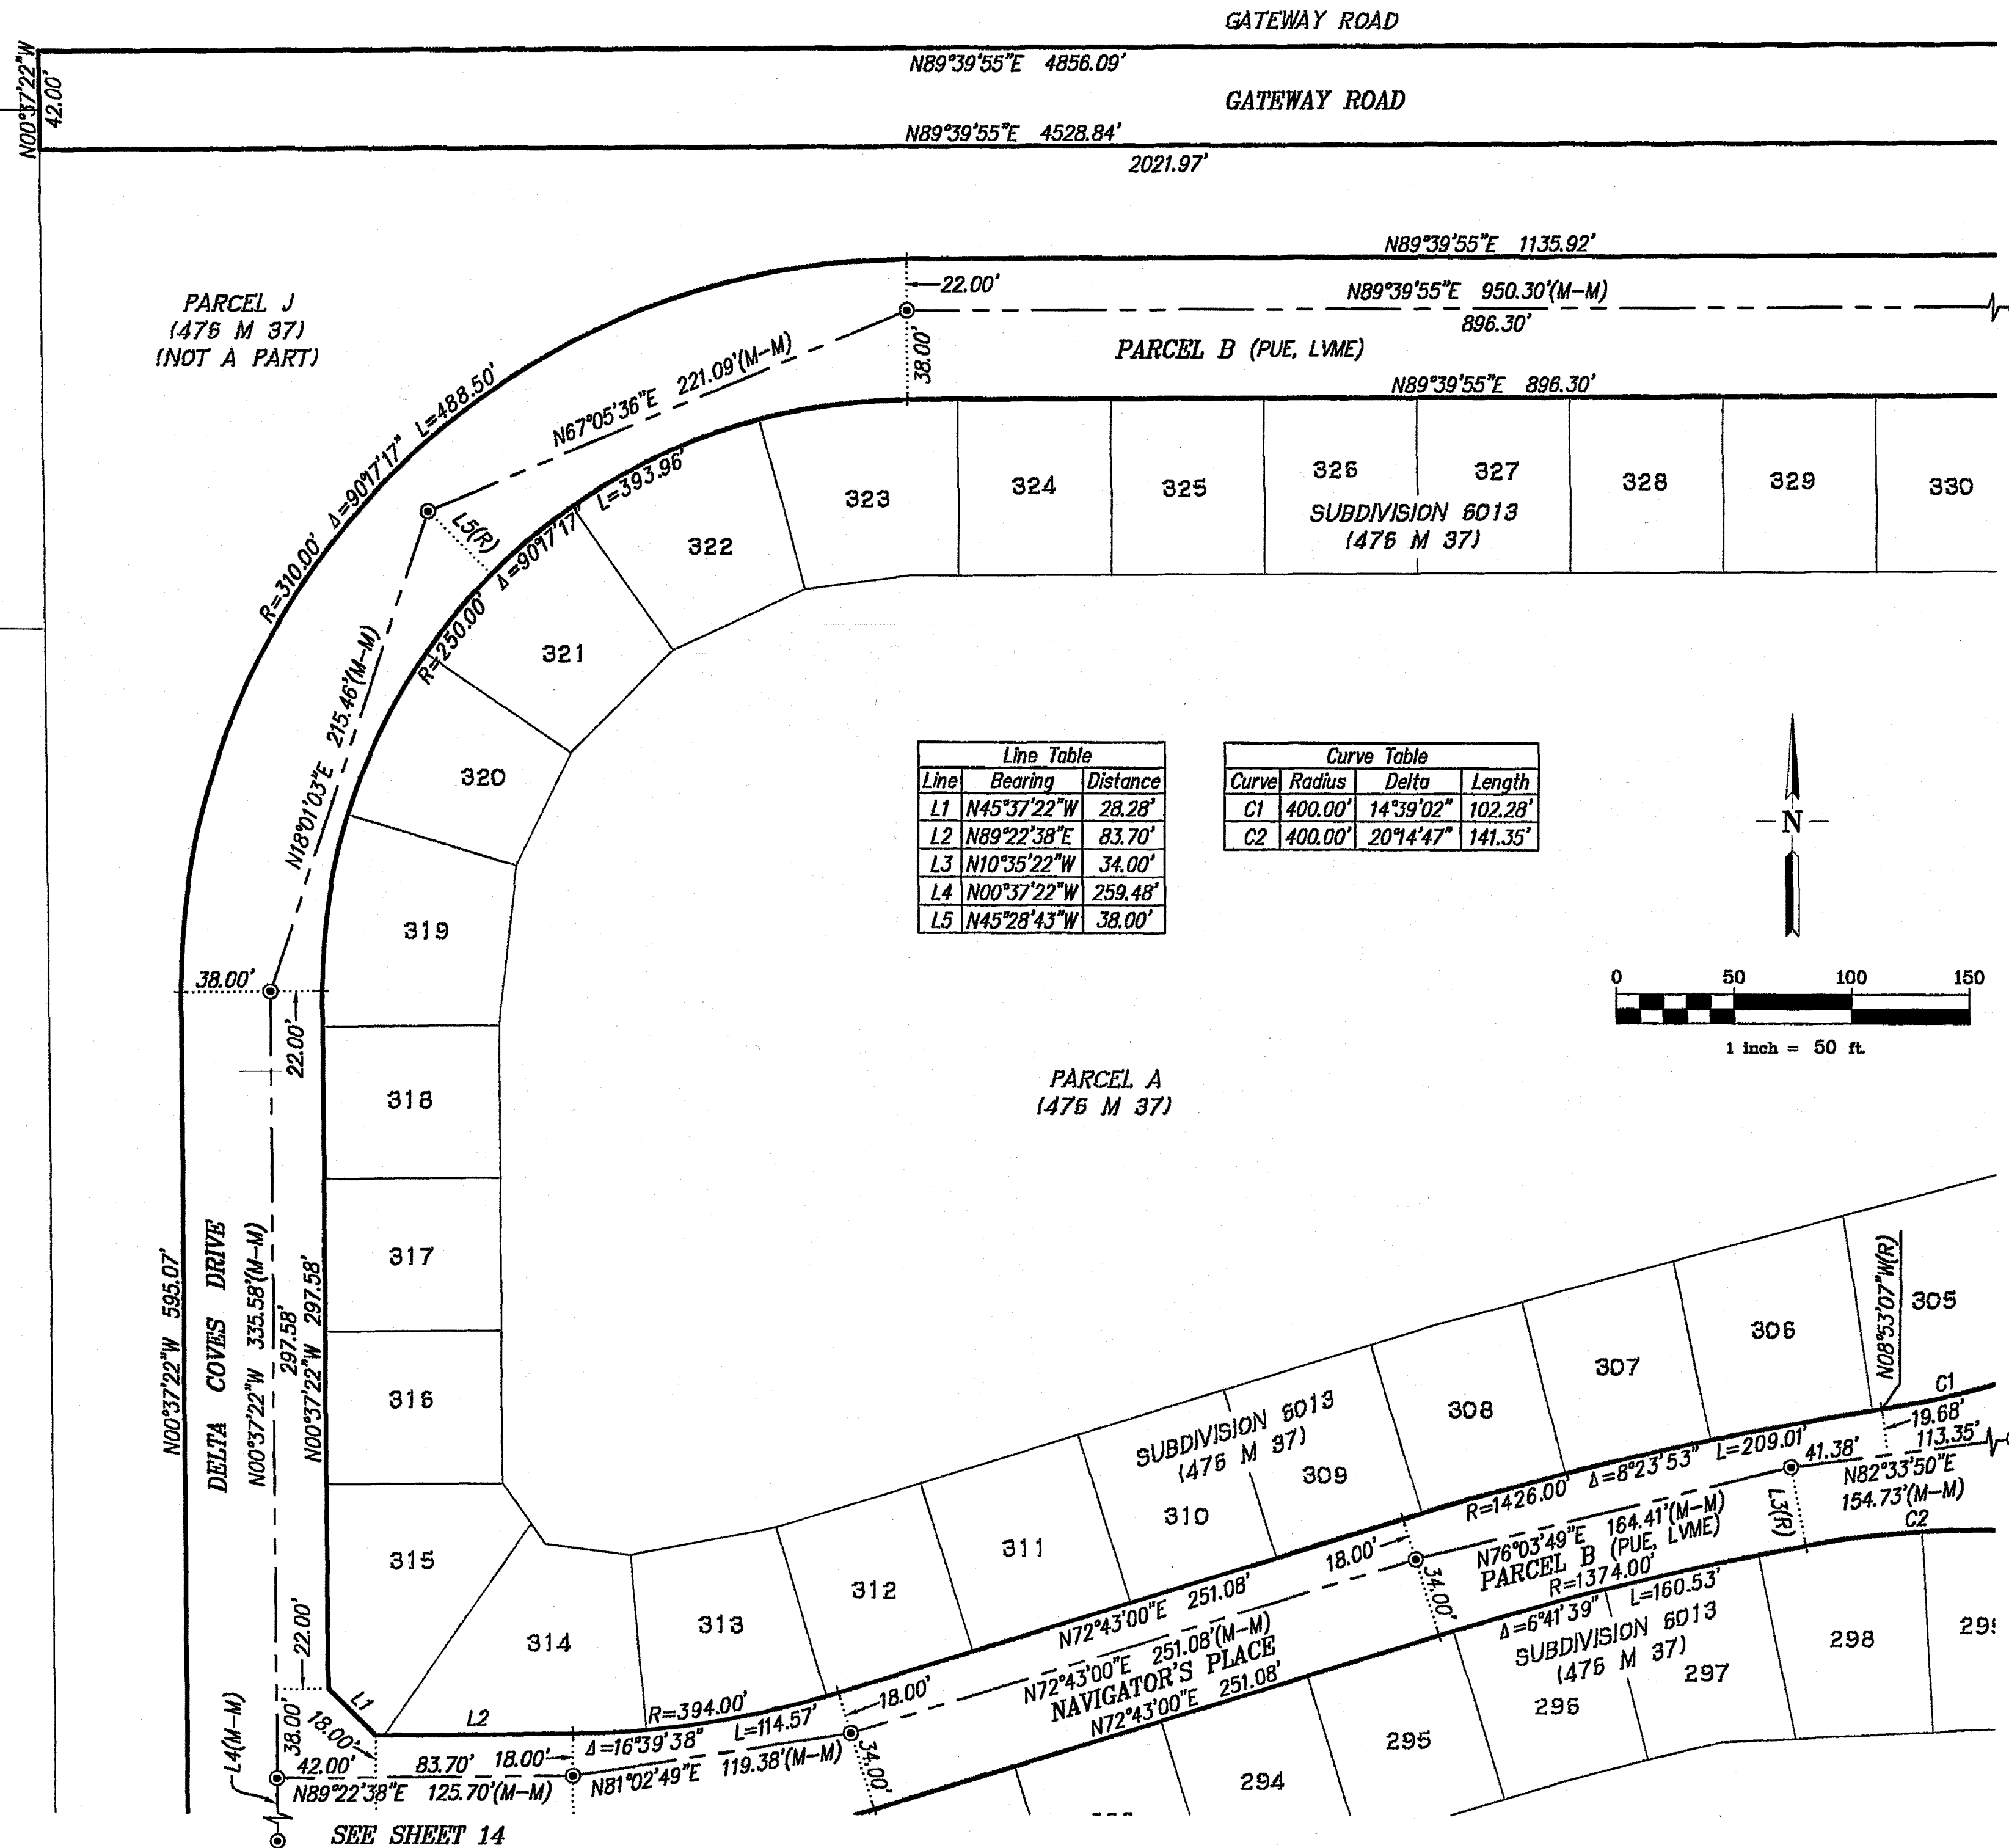 GATEWAY ROAD
N89°39'55"E 4856.09'
N00°37'22"W
42.00'
GATEWAY ROAD
N89°39'55"E 4528.84'
2021.97'
N89°39'55"E 1135.92'
22.00'
N89°39'55"E 950.30'(M-M)
896.30'
PARCEL J
(476 M 37)
(NOT A PART)
38.00'
PARCEL B (PUE, LVME)
N89°39'55"E 896.30'
R=310.00' Δ=90°17'17" L=488.50'
N67°05'36"E 221.09'(M-M)
L5(R)
R=250.00' Δ=90°17'17" L=393.96'
323
324
325
326
327
328
329
330
SUBDIVISION 6013
(476 M 37)
322
321
320
319
N18°01'03"E 215.46'(M-M)
Line Table
Line Bearing Distance
L1 N45°37'22"W 28.28'
L2 N89°22'38"E 83.70'
L3 N10°35'22"W 34.00'
L4 N00°37'22"W 259.48'
L5 N45°28'43"W 38.00'
Curve Table
Curve Radius Delta Length
C1 400.00' 14°39'02" 102.28'
C2 400.00' 20°14'47" 141.35'
N
0 50 100 150
1 inch = 50 ft.
38.00'
22.00'
318
PARCEL A
(476 M 37)
317
316
315
N00°37'22"W 595.07'
DELTA COVES DRIVE
N00°37'22"W 335.58'(M-M)
297.58'
N00°37'22"W 297.58'
305
306
307
308
309
310
311
312
313
314
SUBDIVISION 6013
(476 M 37)
N08°53'07"W(R)
C1
19.68'
113.35'
41.38'
N82°33'50"E
154.73'(M-M)
C2
L3(R)
R=1426.00' Δ=8°23'53" L=209.01'
N76°03'49"E 164.41'(M-M)
PARCEL B (PUE, LVME)
R=1374.00'
Δ=6°41'39" L=160.53'
SUBDIVISION 6013
(476 M 37)
18.00'
34.00'
N72°43'00"E 251.08'
N72°43'00"E 251.08'(M-M)
NAVIGATOR'S PLACE
N72°43'00"E 251.08'
18.00'
34.00'
294
295
296
297
298
22.00'
L1
18.00'
38.00'
L4(M-M)
L2
R=394.00'
Δ=16°39'38" L=114.57'
42.00' 83.70' 18.00'
N89°22'38"E 125.70'(M-M)
N81°02'49"E 119.38'(M-M)
SEE SHEET 14